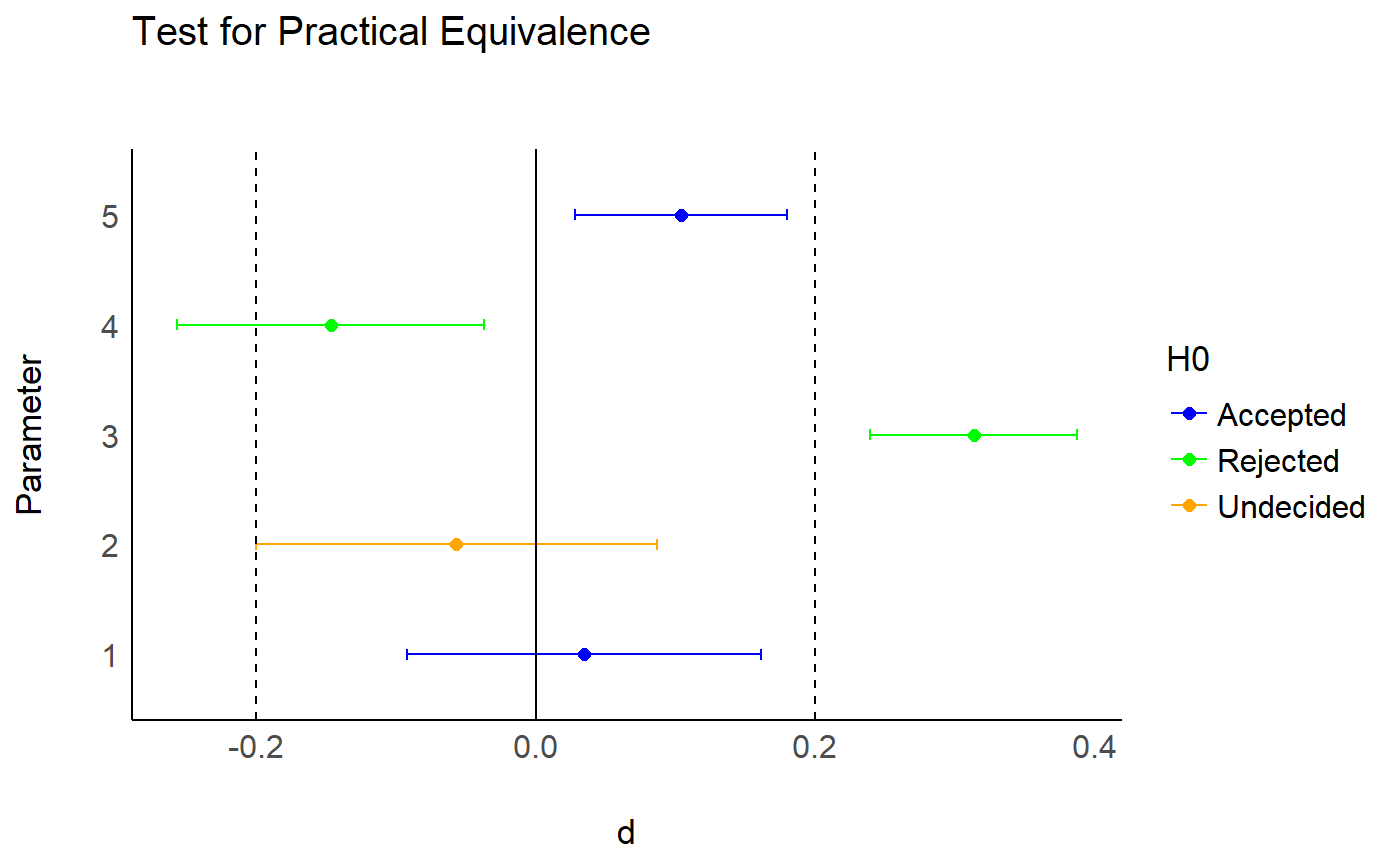 Test for Practical Equivalence
Parameter
5
4
3
2
1
-0.2
0.0
0.2
0.4
d
H0
Accepted
Rejected
Undecided